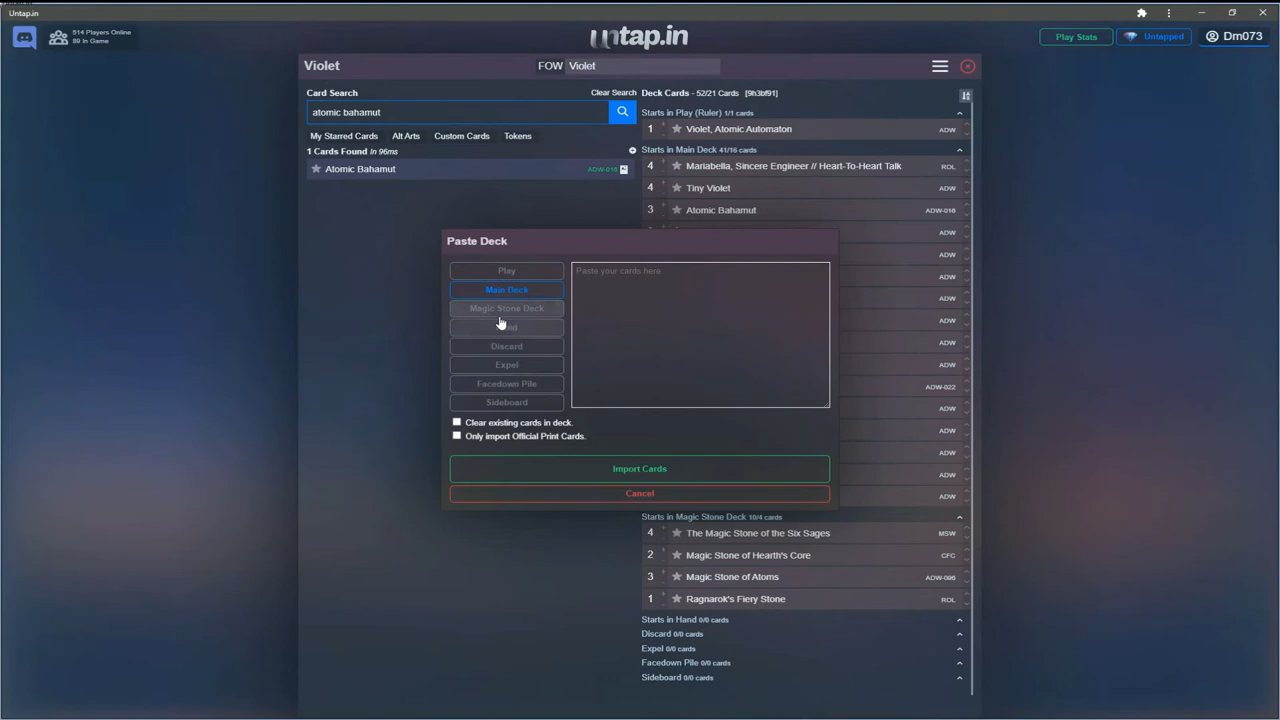 Untap.in
514 Players Online
89 In Game
untap.in
Play Stats
Untapped
Dm073
Violet
FOW Violet
Card Search
Clear Search
atomic bahamut
My Starred Cards
Alt Arts
Custom Cards
Tokens
1 Cards Found In 96ms
Atomic Bahamut
ADW-016
Deck Cards - 52/21 Cards [9h3bf91]
Starts in Play (Ruler) 1/1 cards
1 Violet, Atomic Automaton ADW
Starts in Main Deck 41/16 cards
4 Mariabella, Sincere Engineer // Heart-To-Heart Talk ROL
4 Tiny Violet ADW
3 Atomic Bahamut ADW-016
ADW
ADW
ADW
ADW
ADW
ADW
ADW
ADW-022
ADW
ADW
ADW
ADW
ADW
Paste Deck
Play
Main Deck
Magic Stone Deck
Discard
Expel
Facedown Pile
Sideboard
Paste your cards here
Clear existing cards in deck.
Only import Official Print Cards.
Import Cards
Cancel
Starts in Magic Stone Deck 10/4 cards
4 The Magic Stone of the Six Sages MSW
2 Magic Stone of Hearth's Core CFC
3 Magic Stone of Atoms ADW-096
1 Ragnarok's Fiery Stone ROL
Starts in Hand 0/0 cards
Discard 0/0 cards
Expel 0/0 cards
Facedown Pile 0/0 cards
Sideboard 0/0 cards